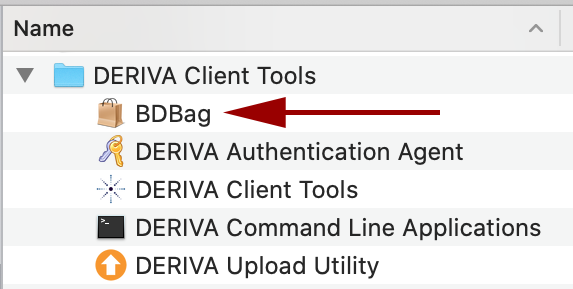 Name
DERIVA Client Tools
BDBag
DERIVA Authentication Agent
DERIVA Client Tools
DERIVA Command Line Applications
DERIVA Upload Utility